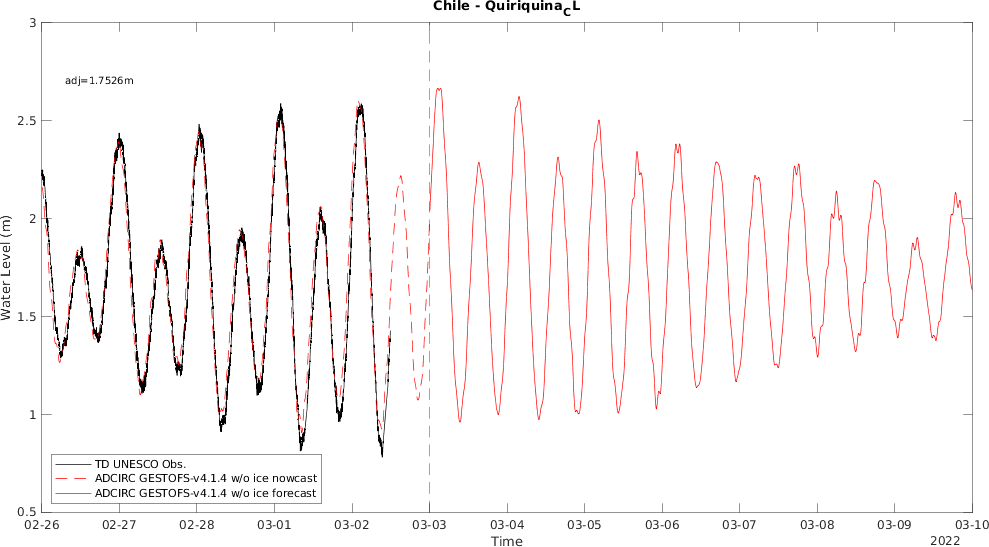 Chile - Quiriquina_CL
adj=1.7526m
Water Level (m)
3
2.5
2
1.5
1
0.5
TD UNESCO Obs.
ADCIRC GESTOFS-v4.1.4 w/o ice nowcast
ADCIRC GESTOFS-v4.1.4 w/o ice forecast
02-26 02-27 02-28 03-01 03-02 03-03 03-04 03-05 03-06 03-07 03-08 03-09 03-10
Time
2022